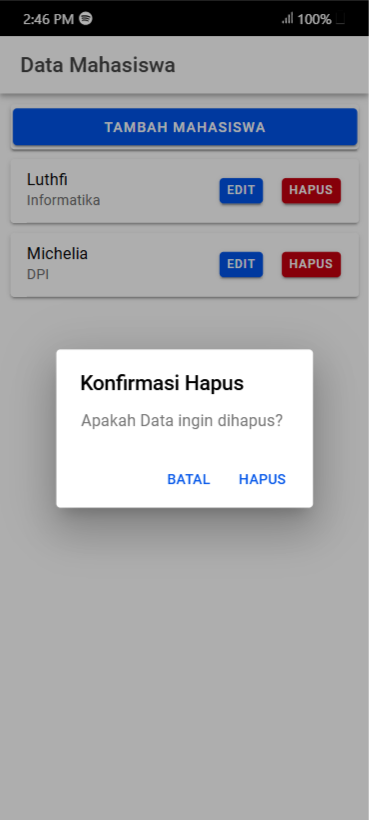 2:46 PM 100%
Data Mahasiswa
TAMBAH MAHASISWA
Luthfi
Informatika
EDIT HAPUS
Michelia
DPI
EDIT HAPUS
Konfirmasi Hapus
Apakah Data ingin dihapus?
BATAL HAPUS